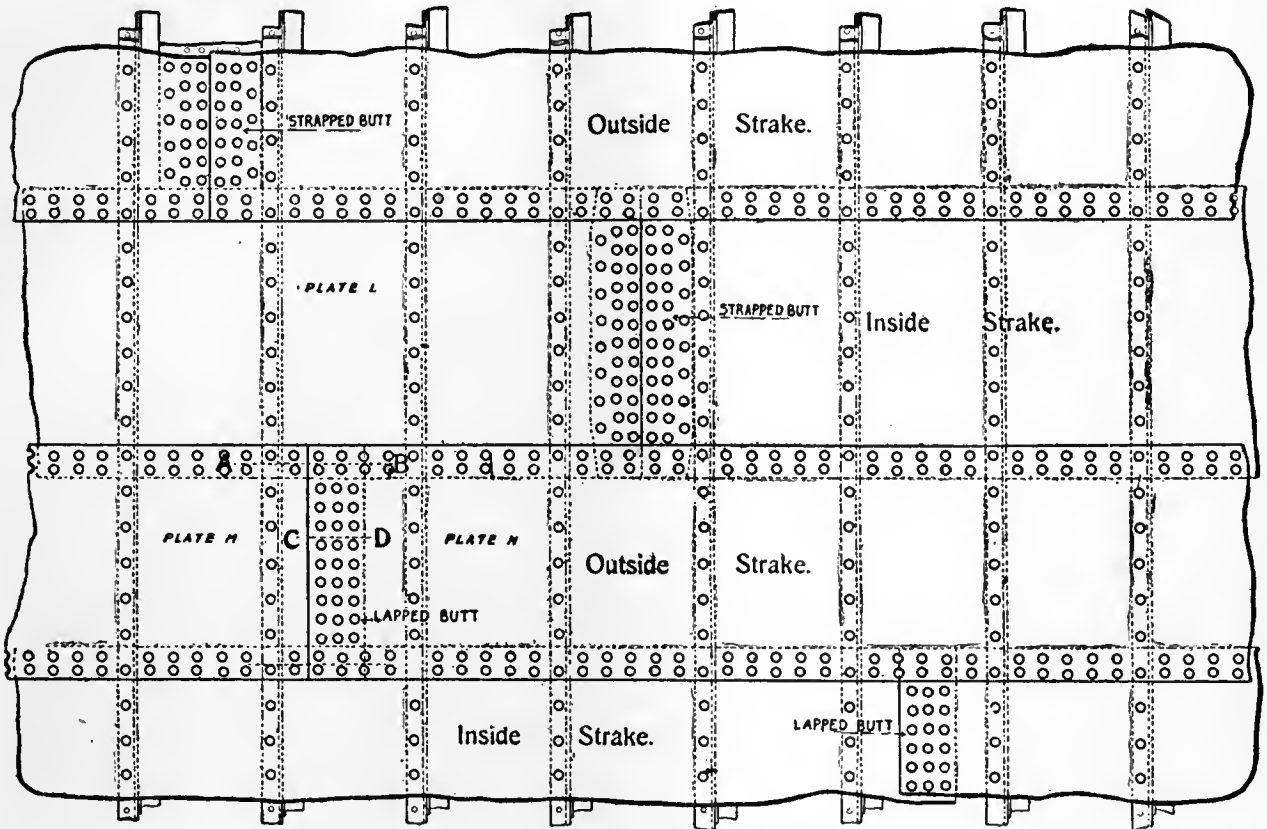 STRAPPED BUTT
Outside Strake.
PLATE L
STRAPPED BUTT
Inside Strake.
A
B
PLATE M
C
D
PLATE N
Outside Strake.
LAPPED BUTT
LAPPED BUTT
Inside Strake.